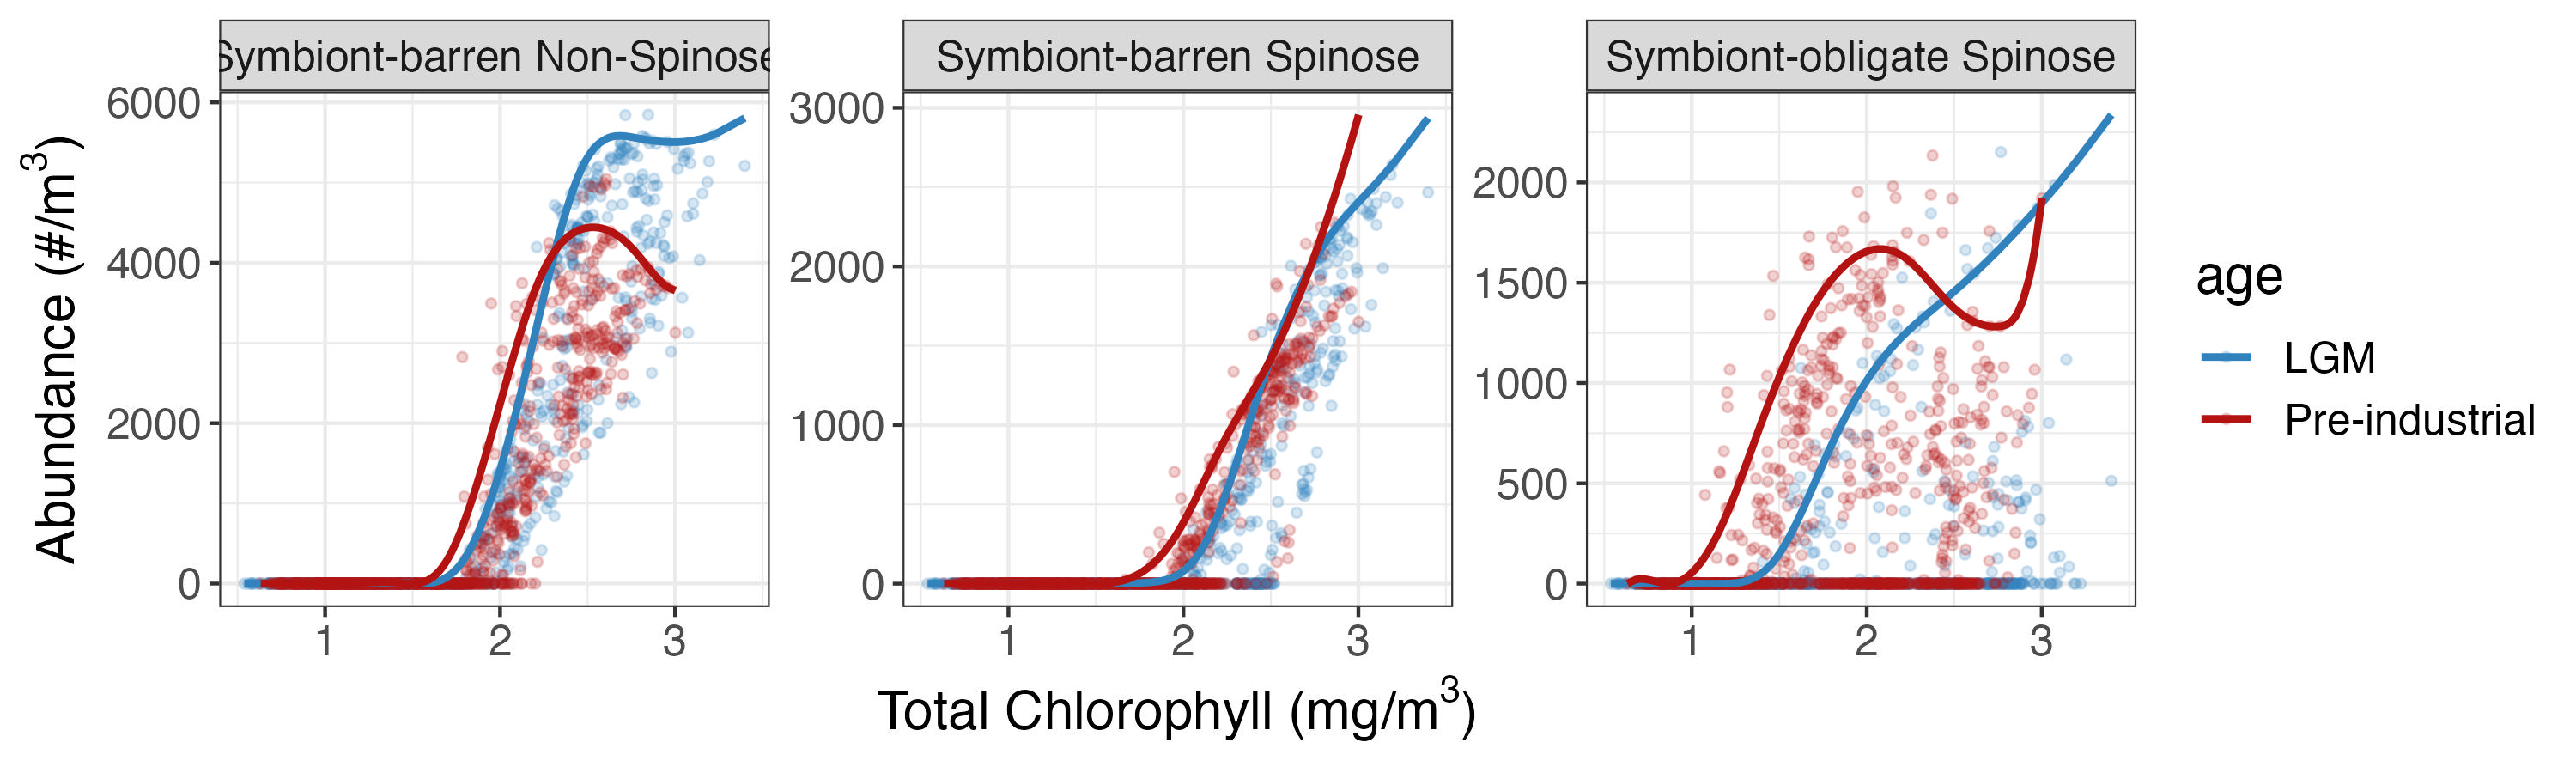 Symbiont-barren Non-Spinose
Symbiont-barren Spinose
Symbiont-obligate Spinose
Abundance (#/m³)
6000
4000
2000
0
1 2 3
3000
2000
1000
0
1 2 3
2000
1500
1000
500
0
1 2 3
Total Chlorophyll (mg/m³)
age
LGM
Pre-industrial